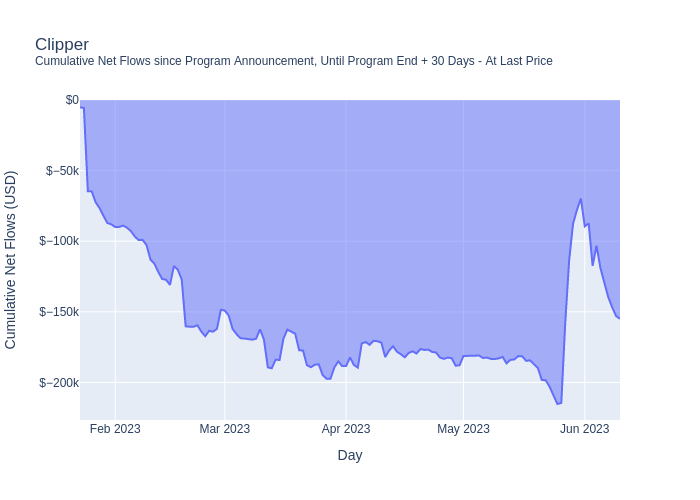 Clipper
Cumulative Net Flows since Program Announcement, Until Program End + 30 Days - At Last Price
Cumulative Net Flows (USD)
$0
$−50k
$−100k
$−150k
$−200k
Feb 2023
Mar 2023
Apr 2023
May 2023
Jun 2023
Day